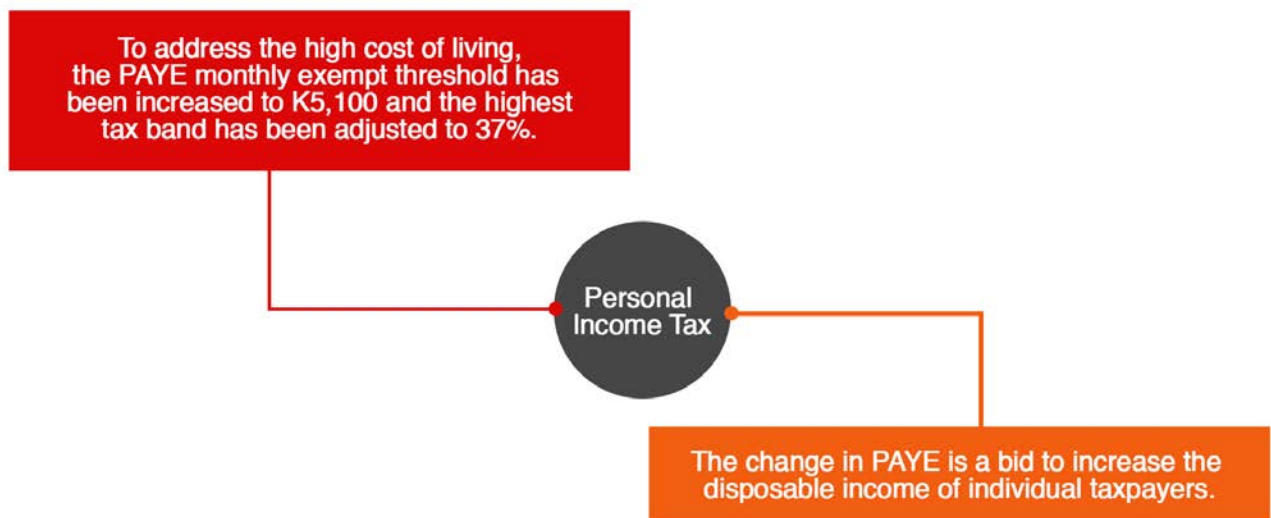 To address the high cost of living,
the PAYE monthly exempt threshold has
been increased to K5,100 and the highest
tax band has been adjusted to 37%.
Personal
Income Tax
The change in PAYE is a bid to increase the
disposable income of individual taxpayers.